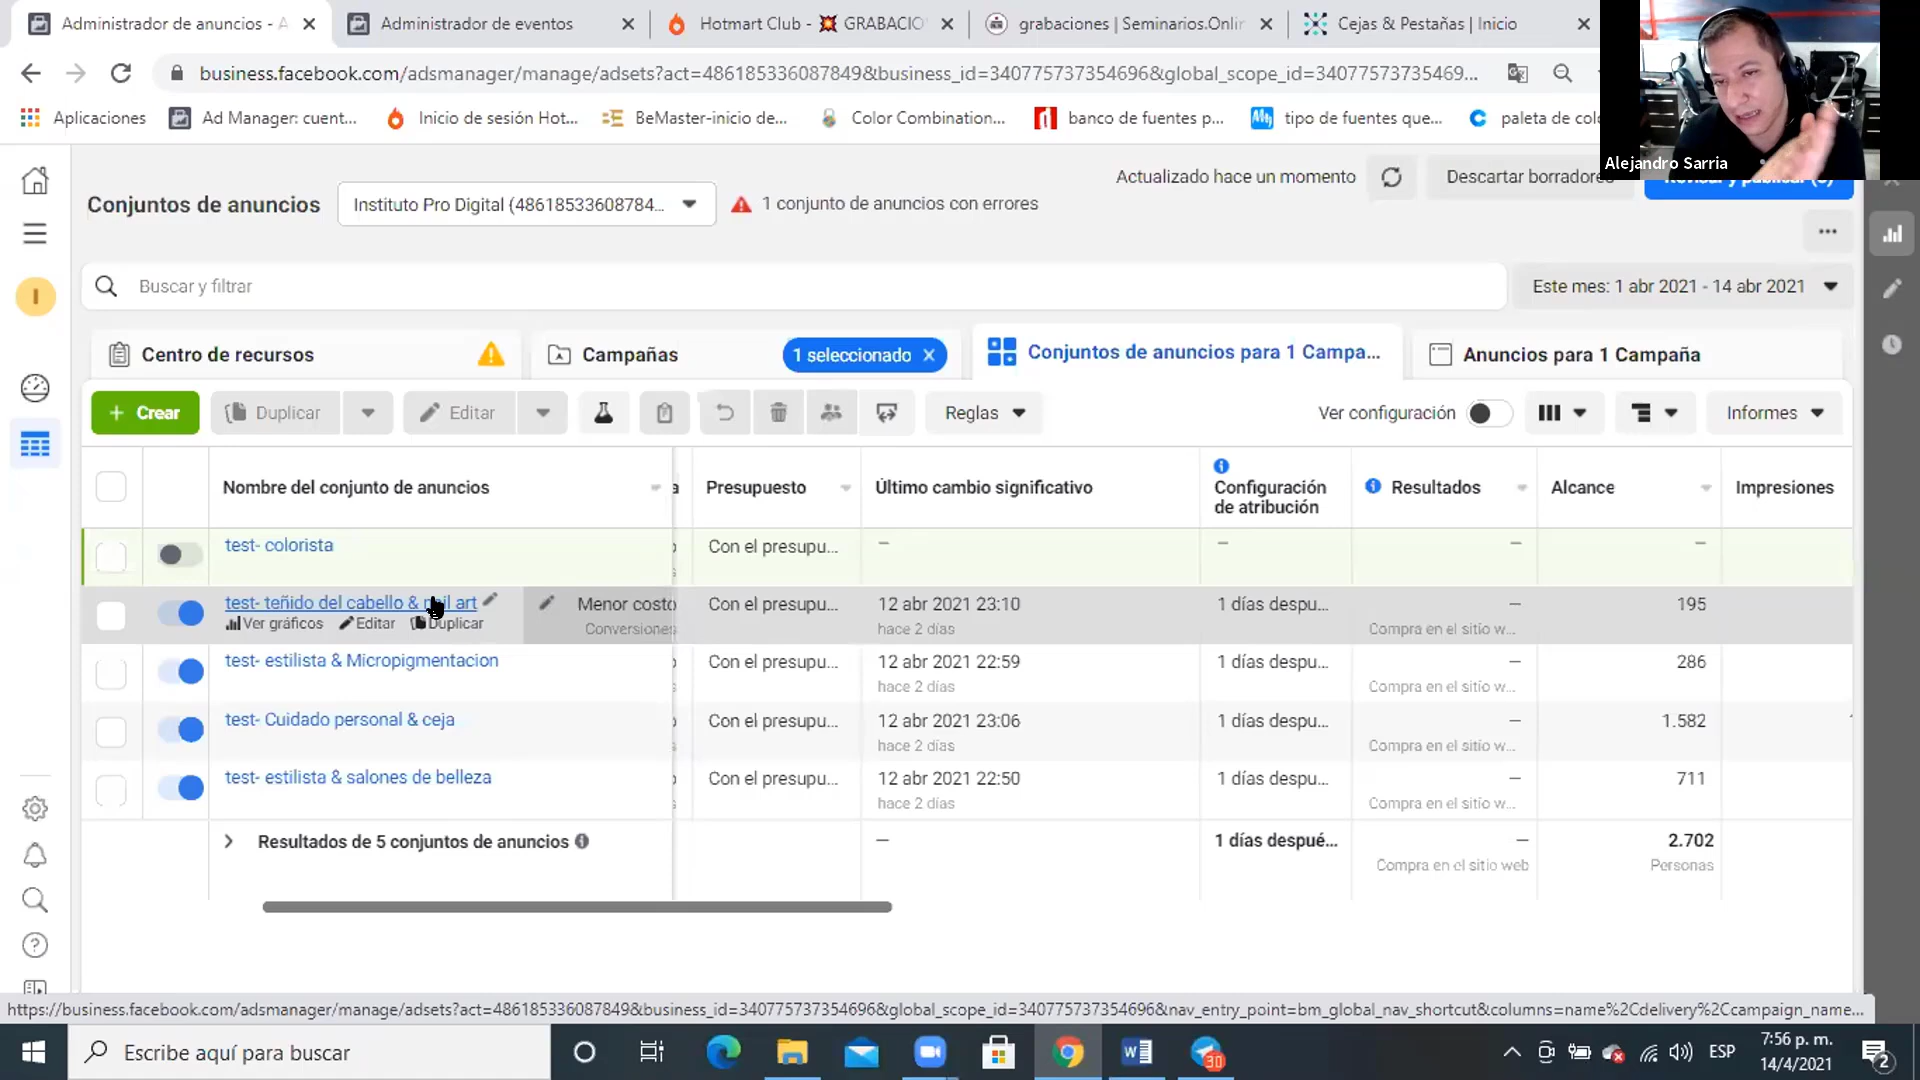 Administrador de anuncios - A
Administrador de eventos
Hotmart Club - 💥 GRABACIO
grabaciones | Seminarios.Onlin
Cejas & Pestañas | Inicio
business.facebook.com/adsmanager/manage/adsets?act=486185336087849&business_id=340775737354696&global_scope_id=34077573735469...
Aplicaciones
Ad Manager: cuent...
Inicio de sesión Hot...
BeMaster-inicio de...
Color Combination...
banco de fuentes p...
tipo de fuentes que...
paleta de colo
Alejandro Sarria
Conjuntos de anuncios
Instituto Pro Digital (48618533608784...
1 conjunto de anuncios con errores
Actualizado hace un momento
Descartar borradores
Buscar y filtrar
Este mes: 1 abr 2021 - 14 abr 2021
Centro de recursos
Campañas
1 seleccionado
Conjuntos de anuncios para 1 Campa...
Anuncios para 1 Campaña
+ Crear
Duplicar
Editar
Reglas
Ver configuración
Informes
Nombre del conjunto de anuncios
Presupuesto
Último cambio significativo
Configuración
de atribución
Resultados
Alcance
Impresiones
test- colorista
Con el presupu...
—
—
—
—
test- teñido del cabello & nail art
Ver gráficos
Editar
Duplicar
Menor costo
Conversiones
Con el presupu...
12 abr 2021 23:10
hace 2 días
1 días despu...
—
Compra en el sitio w...
195
test- estilista & Micropigmentacion
Con el presupu...
12 abr 2021 22:59
hace 2 días
1 días despu...
—
Compra en el sitio w...
286
test- Cuidado personal & ceja
Con el presupu...
12 abr 2021 23:06
hace 2 días
1 días despu...
—
Compra en el sitio w...
1.582
test- estilista & salones de belleza
Con el presupu...
12 abr 2021 22:50
hace 2 días
1 días despu...
—
Compra en el sitio w...
711
Resultados de 5 conjuntos de anuncios
—
1 días despué...
—
Compra en el sitio web
2.702
Personas
https://business.facebook.com/adsmanager/manage/adsets?act=486185336087849&business_id=340775737354696&global_scope_id=340775737354696&nav_entry_point=bm_global_nav_shortcut&columns=name%2Cdelivery%2Ccampaign_name...
Escribe aquí para buscar
30
ESP
7:56 p. m.
14/4/2021
2